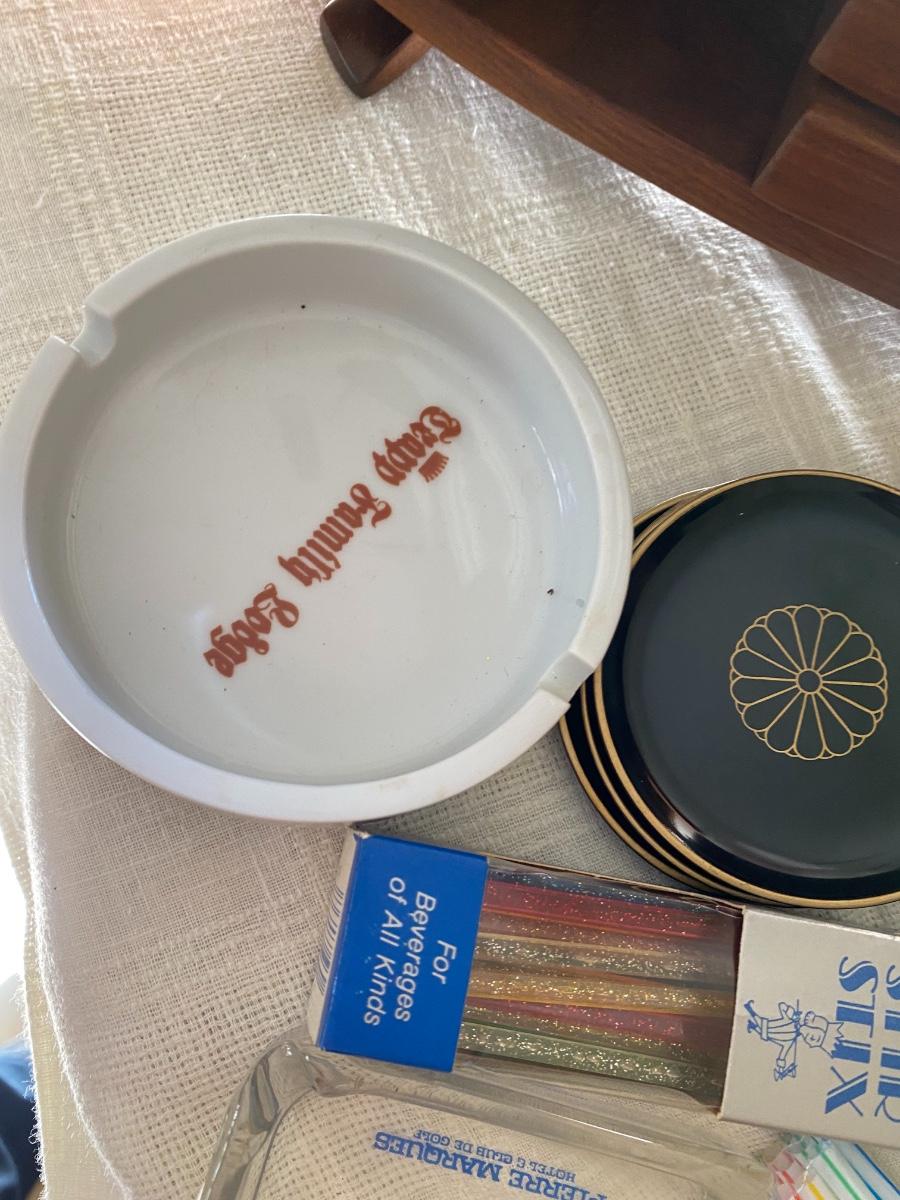 Trapp Family Lodge
For
Beverages
of All Kinds
STIR
STIX
PIERRE MARQUES
HOTEL & CLUB DE GOLF